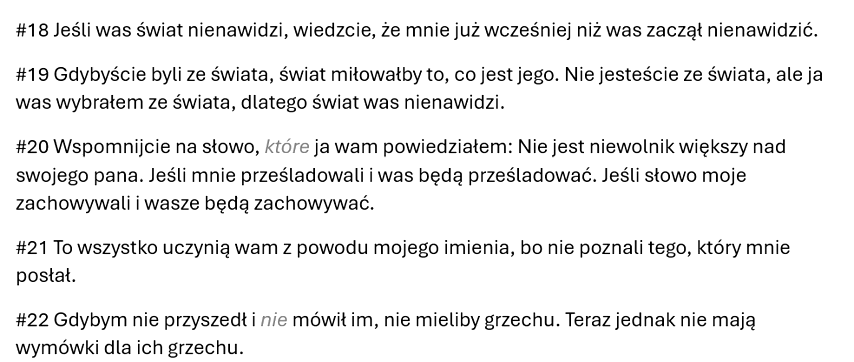 #18 Jeśli was świat nienawidzi, wiedzcie, że mnie już wcześniej niż was zaczął nienawidzić.
#19 Gdybyście byli ze świata, świat miłowałby to, co jest jego. Nie jesteście ze świata, ale ja
was wybrałem ze świata, dlatego świat was nienawidzi.
#20 Wspomnijcie na słowo, które ja wam powiedziałem: Nie jest niewolnik większy nad
swojego pana. Jeśli mnie prześladowali i was będą prześladować. Jeśli słowo moje
zachowywali i wasze będą zachowywać.
#21 To wszystko uczynią wam z powodu mojego imienia, bo nie poznali tego, który mnie
posłał.
#22 Gdybym nie przyszedł i nie mówił im, nie mieliby grzechu. Teraz jednak nie mają
wymówki dla ich grzechu.